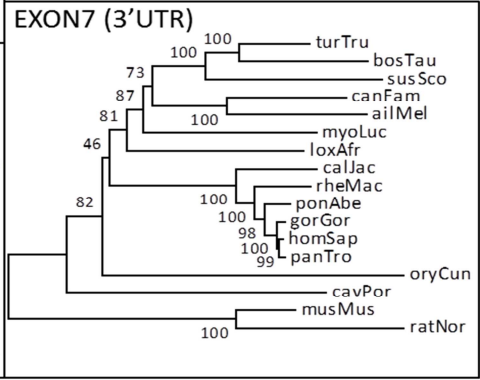 EXON7 (3’UTR)
100
turTru
100
bosTau
susSco
73
canFam
87
100
ailMel
81
myoLuc
46
loxAfr
calJac
100
rheMac
82
100
ponAbe
98
gorGor
100
homSap
99
panTro
oryCun
cavPor
musMus
100
ratNor